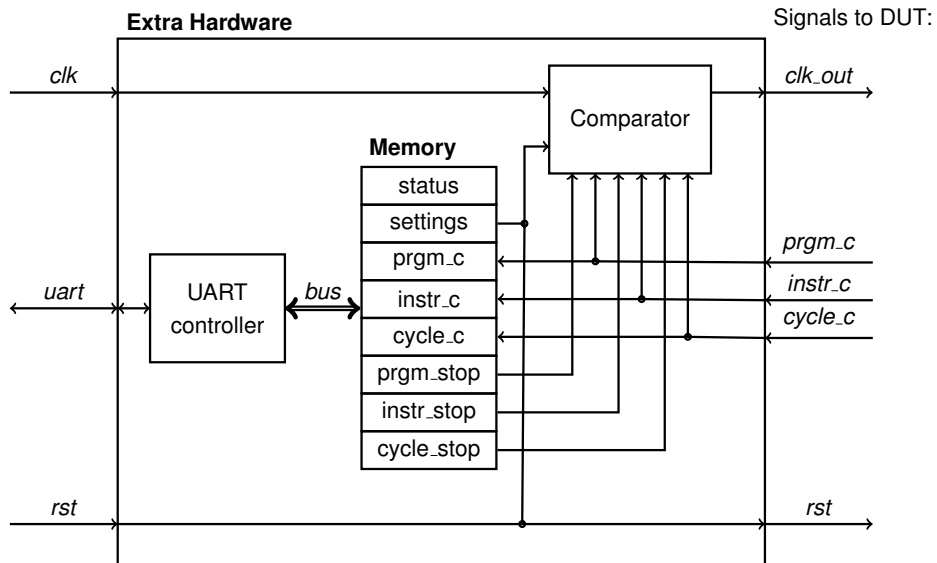 Signals to DUT:
Extra Hardware
clk
clk_out
Comparator
Memory
status
settings
prgm_c
prgm_c
instr_c
instr_c
uart
UART
controller
bus
cycle_c
cycle_c
prgm_stop
instr_stop
cycle_stop
rst
rst